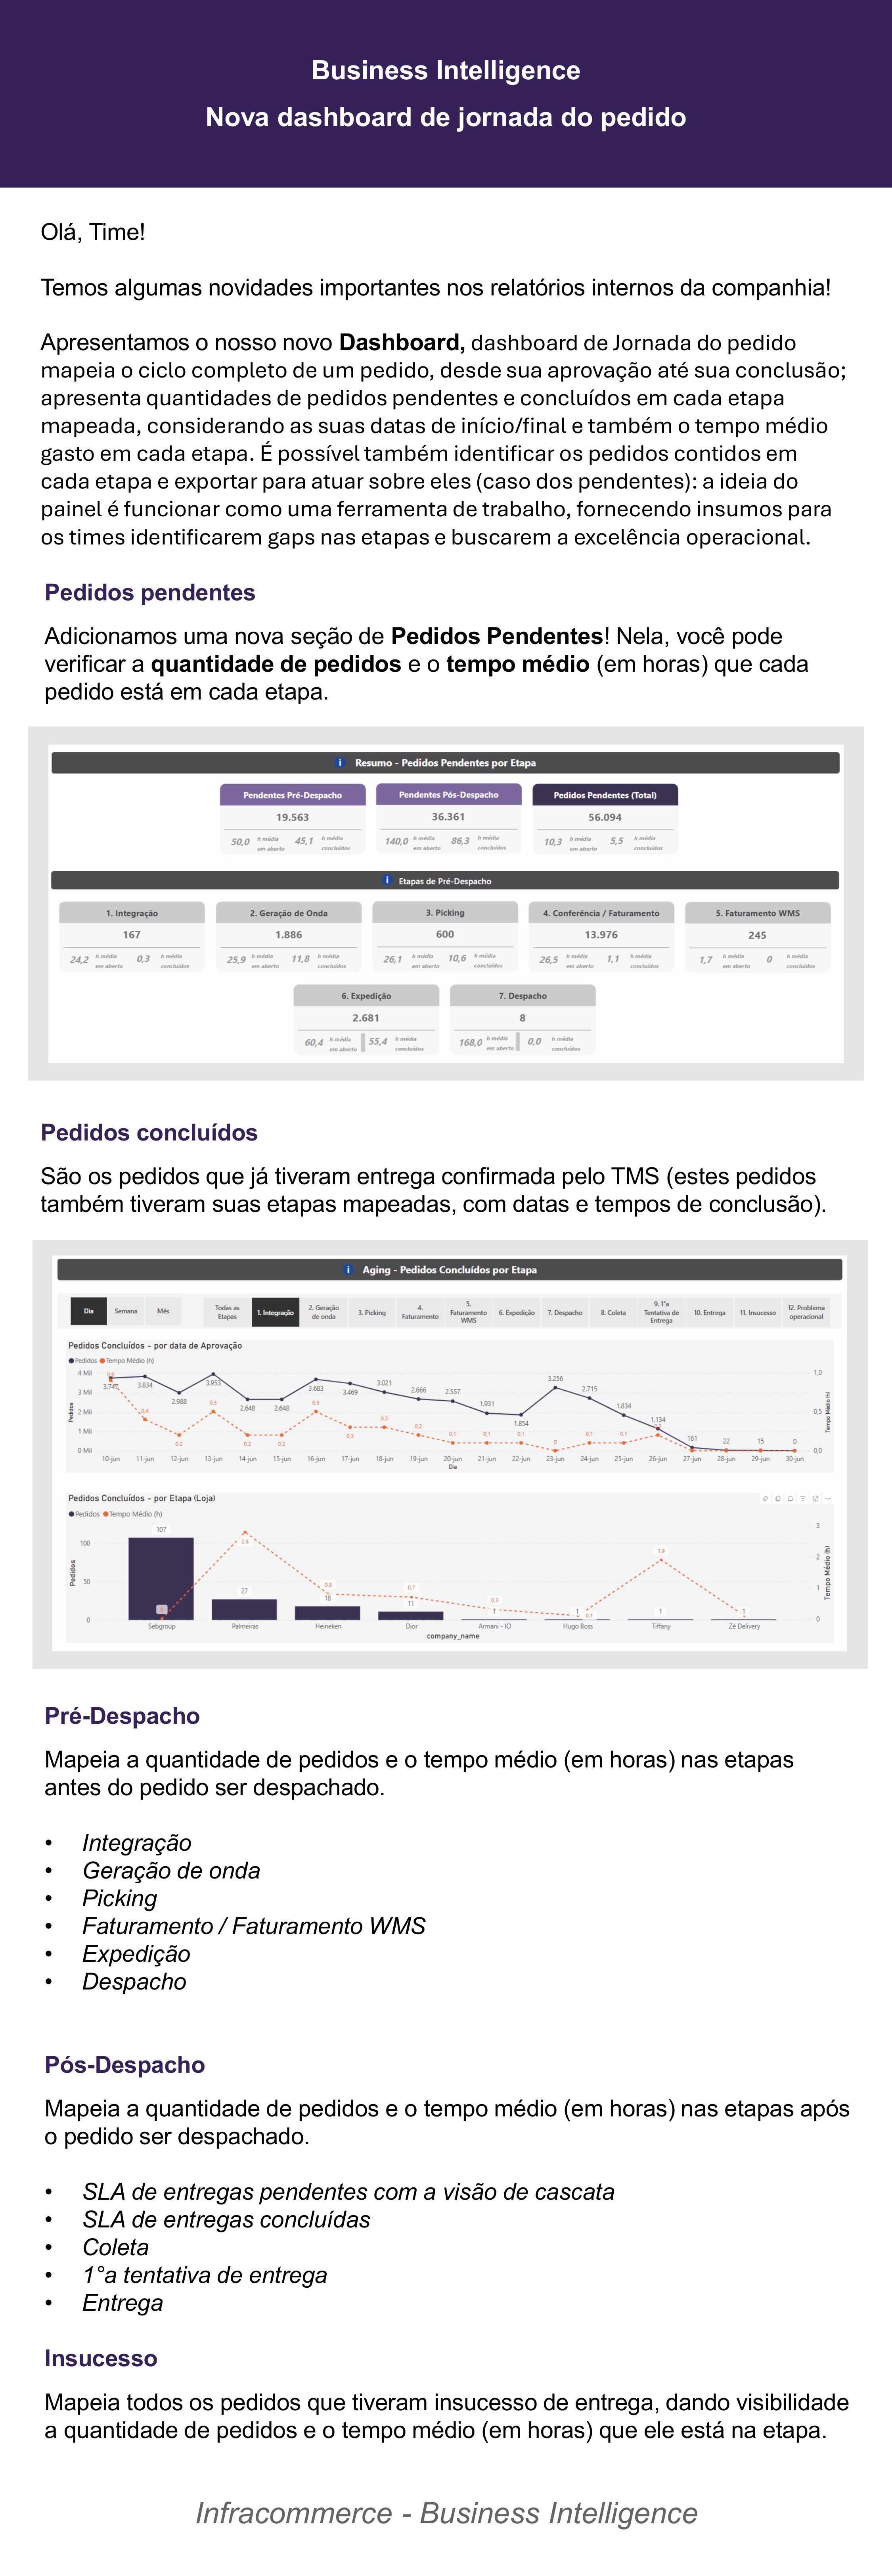 Business Intelligence
Nova dashboard de jornada do pedido
Olá, Time!
Temos algumas novidades importantes nos relatórios internos da companhia!
Apresentamos o nosso novo Dashboard, dashboard de Jornada do pedido
mapeia o ciclo completo de um pedido, desde sua aprovação até sua conclusão;
apresenta quantidades de pedidos pendentes e concluídos em cada etapa
mapeada, considerando as suas datas de início/final e também o tempo médio
gasto em cada etapa. É possível também identificar os pedidos contidos em
cada etapa e exportar para atuar sobre eles (caso dos pendentes): a ideia do
painel é funcionar como uma ferramenta de trabalho, fornecendo insumos para
os times identificarem gaps nas etapas e buscarem a excelência operacional.
Pedidos pendentes
Adicionamos uma nova seção de Pedidos Pendentes! Nela, você pode
verificar a quantidade de pedidos e o tempo médio (em horas) que cada
pedido está em cada etapa.
i Resumo - Pedidos Pendentes por Etapa
Pendentes Pré-Despacho Pendentes Pós-Despacho Pedidos Pendentes (Total)
19.563 36.361 56.094
50,0 h média em aberto 45,1 h média concluídos 140,0 h média em aberto 86,3 h média concluídos 10,3 h média em aberto 5,5 h média concluídos
i Etapas de Pré-Despacho
1. Integração 2. Geração de Onda 3. Picking 4. Conferência / Faturamento 5. Faturamento WMS
167 1.886 600 13.976 245
24,2 h média em aberto 0,3 h média concluídos 25,9 h média em aberto 11,8 h média concluídos 26,1 h média em aberto 10,6 h média concluídos 26,5 h média em aberto 1,1 h média concluídos 1,7 h média em aberto 0 h média concluídos
6. Expedição 7. Despacho
2.681 8
60,4 h média em aberto 55,4 h média concluídos 168,0 h média em aberto 0,0 h média concluídos
Pedidos concluídos
São os pedidos que já tiveram entrega confirmada pelo TMS (estes pedidos
também tiveram suas etapas mapeadas, com datas e tempos de conclusão).
i Aging - Pedidos Concluídos por Etapa
Dia Semana Mês Todas as Etapas 1. Integração 2. Geração de onda 3. Picking 4. Faturamento 5. Faturamento WMS 6. Expedição 7. Despacho 8. Coleta 9. 1°a Tentativa de Entrega 10. Entrega 11. Insucesso 12. Problema operacional
Pedidos Concluídos - por data de Aprovação
Pedidos Tempo Médio (h)
4 Mil 3 Mil 2 Mil 1 Mil 0 Mil
Pedidos
3.834 2.988 3.953 2.648 2.648 3.683 3.469 3.021 2.666 2.557 1.931 1.854 3.256 2.715 1.834 1.134 161 22 15 0
0,4 0,2 0,5 0,2 0,2 0,5 0,3 0,3 0,2 0,1 0,1 0,1 0 0,1 0,1
1,0 0,5 0,0
Tempo Médio (h)
10-jun 11-jun 12-jun 13-jun 14-jun 15-jun 16-jun 17-jun 18-jun 19-jun 20-jun 21-jun 22-jun 23-jun 24-jun 25-jun 26-jun 27-jun 28-jun 29-jun 30-jun
Dia
Pedidos Concluídos - por Etapa (Loja)
Pedidos Tempo Médio (h)
100 50 0
Pedidos
107 27 18 11 1 1 1 1
2,8 0,8 0,7 0,3 0,1 1,9
3 2 1 0
Tempo Médio (h)
Sebgroup Palmeiras Heineken Dior Armani - IO Hugo Boss Tiffany Zé Delivery
company_name
Pré-Despacho
Mapeia a quantidade de pedidos e o tempo médio (em horas) nas etapas
antes do pedido ser despachado.
• Integração
• Geração de onda
• Picking
• Faturamento / Faturamento WMS
• Expedição
• Despacho
Pós-Despacho
Mapeia a quantidade de pedidos e o tempo médio (em horas) nas etapas após
o pedido ser despachado.
• SLA de entregas pendentes com a visão de cascata
• SLA de entregas concluídas
• Coleta
• 1°a tentativa de entrega
• Entrega
Insucesso
Mapeia todos os pedidos que tiveram insucesso de entrega, dando visibilidade
a quantidade de pedidos e o tempo médio (em horas) que ele está na etapa.
Infracommerce - Business Intelligence